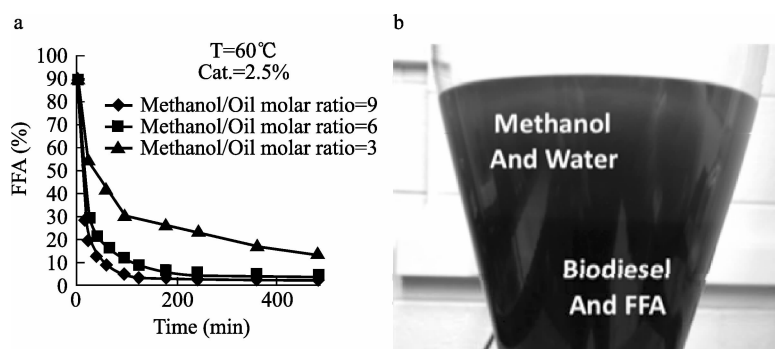 a
T=60℃
Cat.=2.5%
Methanol/Oil molar ratio=9
Methanol/Oil molar ratio=6
Methanol/Oil molar ratio=3
FFA (%)
100
90
80
70
60
50
40
30
20
10
0
0
200
400
Time (min)
b
Methanol
And Water
Biodiesel
And FFA